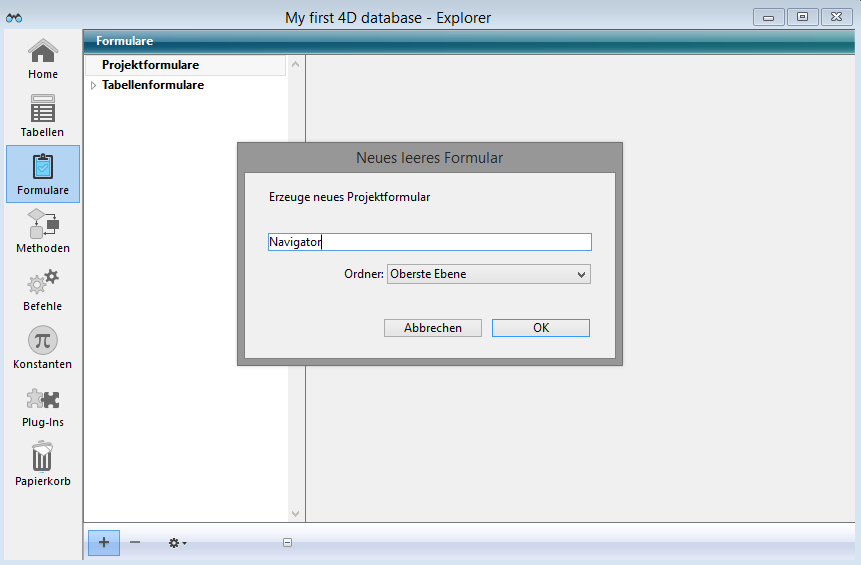 My first 4D database - Explorer
Home
Tabellen
Formulare
Methoden
Befehle
π
Konstanten
Plug-Ins
Papierkorb
Formulare
Projektformulare
Tabellenformulare
Neues leeres Formular
Erzeuge neues Projektformular
Navigator
Ordner: Oberste Ebene
Abbrechen OK